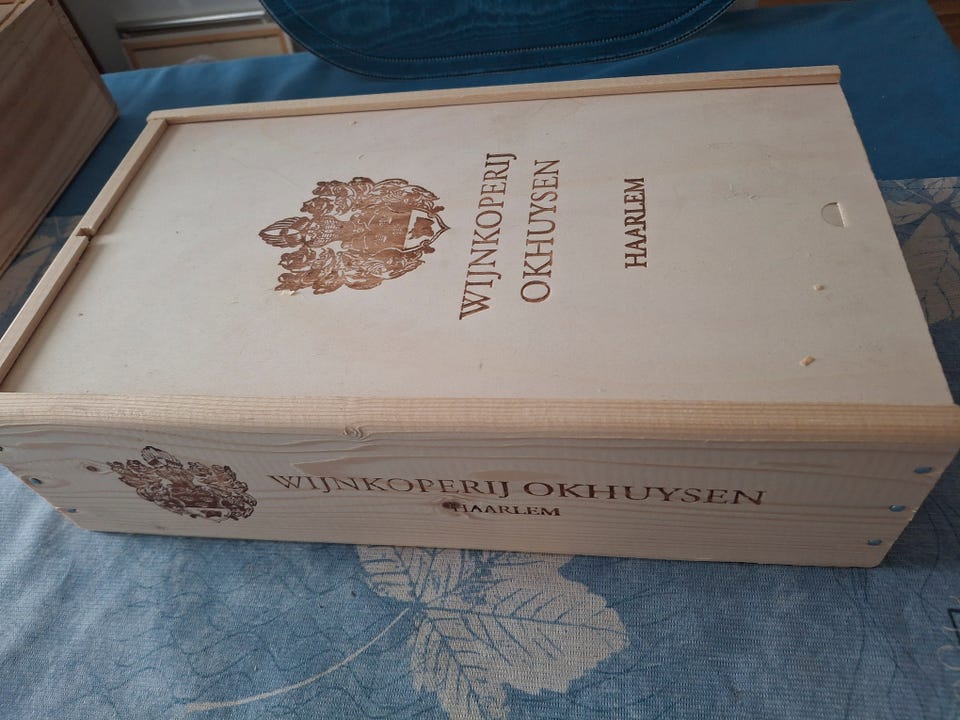 WIJNKOPERIJ
OKHUYSEN
HAARLEM
WIJNKOPERIJ OKHUYSEN
HAARLEM